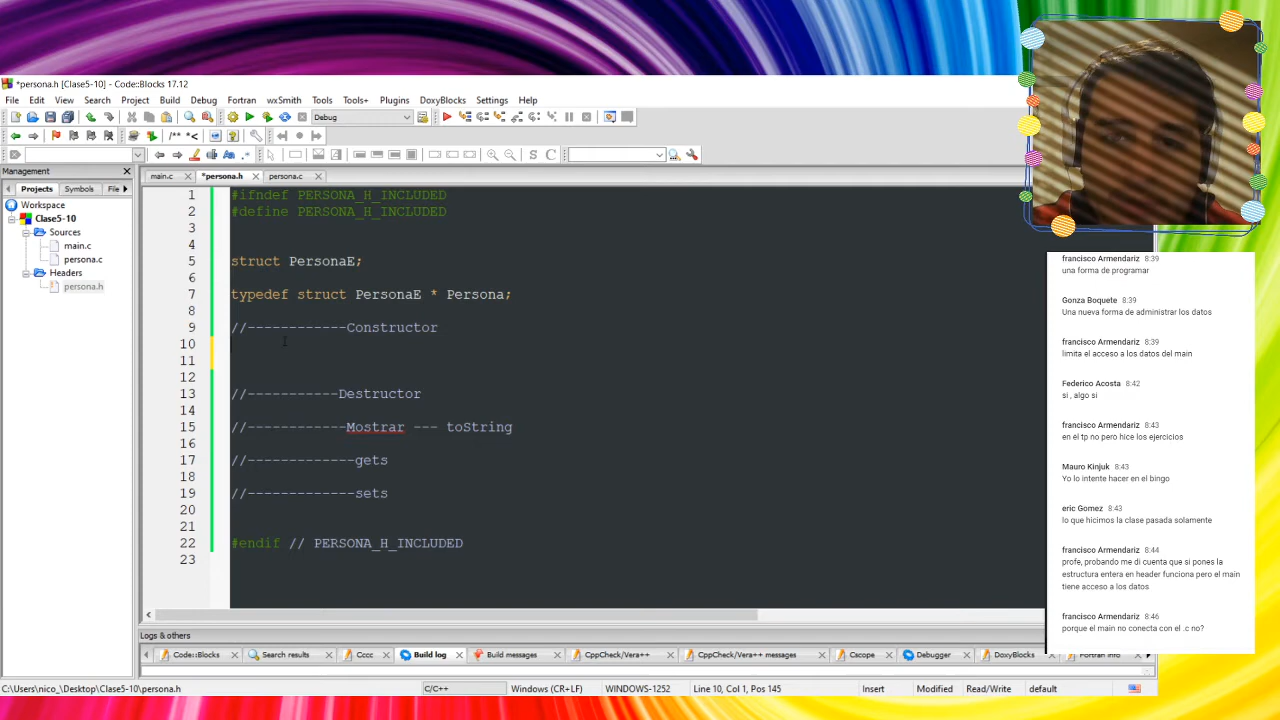 *persona.h [Clase5-10] - Code::Blocks 17.12
File Edit View Search Project Build Debug Fortran wxSmith Tools Tools+ Plugins DoxyBlocks Settings Help
Debug
/** *<
Aa
S C
Management
Projects Symbols File
Workspace
Clase5-10
Sources
main.c
persona.c
Headers
persona.h
main.c *persona.h persona.c
1 #ifndef PERSONA_H_INCLUDED
2 #define PERSONA_H_INCLUDED
3
4
5 struct PersonaE;
6
7 typedef struct PersonaE * Persona;
8
9 //------------Constructor
10
11
12
13 //-----------Destructor
14
15 //------------Mostrar --- toString
16
17 //-------------gets
18
19 //-------------sets
20
21
22 #endif // PERSONA_H_INCLUDED
23
Logs & others
Code::Blocks Search results Cccc Build log Build messages CppCheck/Vera++ CppCheck/Vera++ messages Cscope Debugger DoxyBlocks Fortran info
C:\Users\nico_\Desktop\Clase5-10\persona.h C/C++ Windows (CR+LF) WINDOWS-1252 Line 10, Col 1, Pos 145 Insert Modified Read/Write default
francisco Armendariz 8:39
una forma de programar
Gonza Boquete 8:39
Una nueva forma de administrar los datos
francisco Armendariz 8:39
limita el acceso a los datos del main
Federico Acosta 8:42
si , algo si
francisco Armendariz 8:43
en el tp no pero hice los ejercicios
Mauro Kinjuk 8:43
Yo lo intente hacer en el bingo
eric Gomez 8:43
lo que hicimos la clase pasada solamente
francisco Armendariz 8:44
profe, probando me di cuenta que si pones la
estructura entera en header funciona pero el main
tiene acceso a los datos
francisco Armendariz 8:46
porque el main no conecta con el .c no?